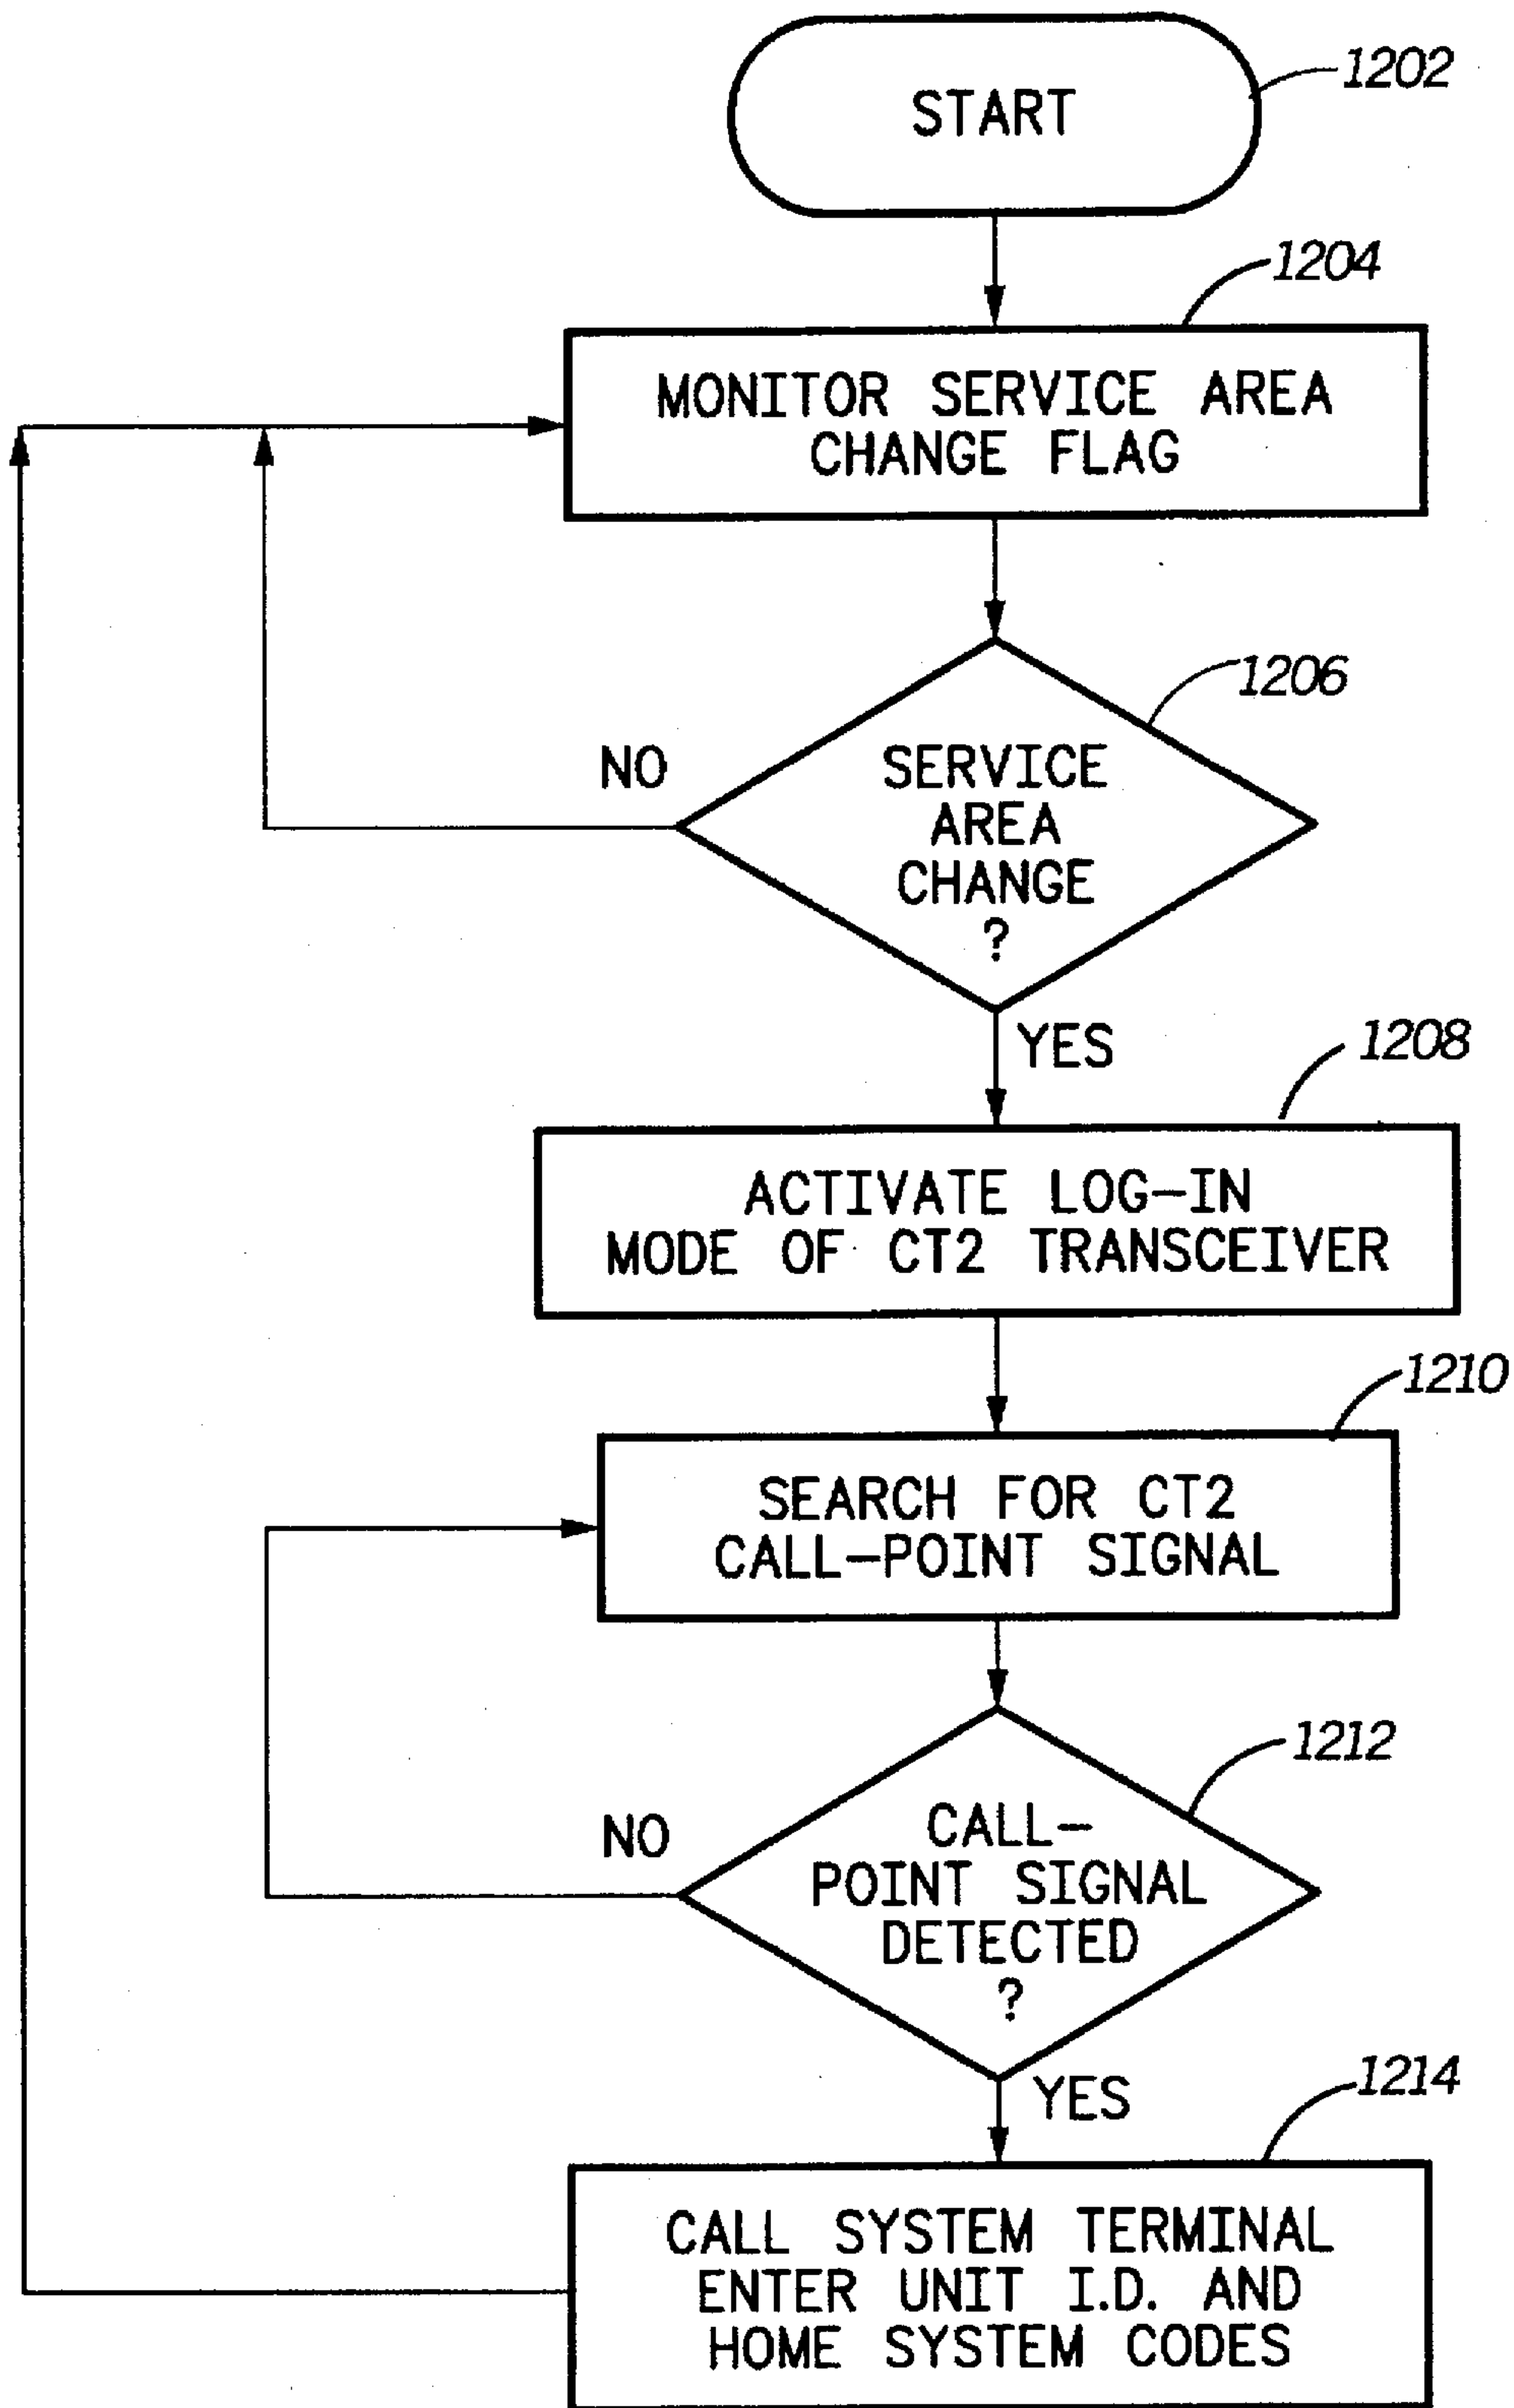 START
1202
1204
MONITOR SERVICE AREA
CHANGE FLAG
1206
NO
SERVICE
AREA
CHANGE
?
YES
1208
ACTIVATE LOG-IN
MODE OF CT2 TRANSCEIVER
1210
SEARCH FOR CT2
CALL-POINT SIGNAL
1212
NO
CALL-
POINT SIGNAL
DETECTED
?
YES
1214
CALL SYSTEM TERMINAL
ENTER UNIT I.D. AND
HOME SYSTEM CODES